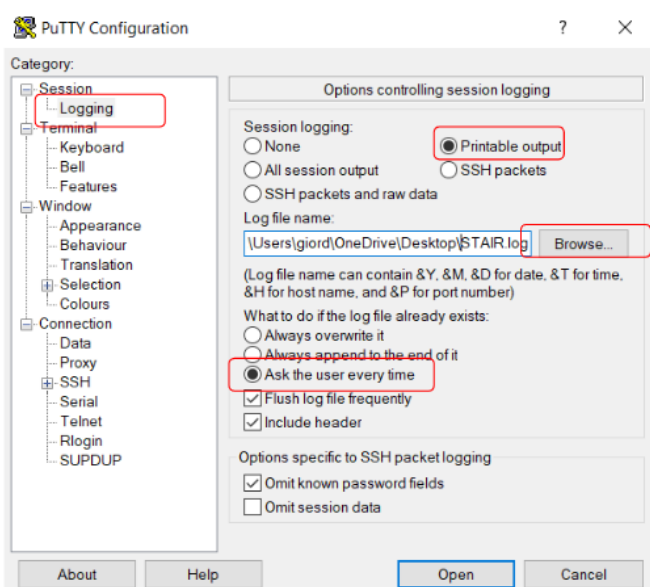 PuTTY Configuration
?
Category:
Session
Logging
Terminal
Keyboard
Bell
Features
Window
Appearance
Behaviour
Translation
Selection
Colours
Connection
Data
Proxy
SSH
Serial
Telnet
Rlogin
SUPDUP
Options controlling session logging
Session logging:
None
Printable output
All session output
SSH packets
SSH packets and raw data
Log file name:
\Users\giord\OneDrive\Desktop\STAIR.log
Browse...
(Log file name can contain &Y, &M, &D for date, &T for time,
&H for host name, and &P for port number)
What to do if the log file already exists:
Always overwrite it
Always append to the end of it
Ask the user every time
Flush log file frequently
Include header
Options specific to SSH packet logging
Omit known password fields
Omit session data
About
Help
Open
Cancel